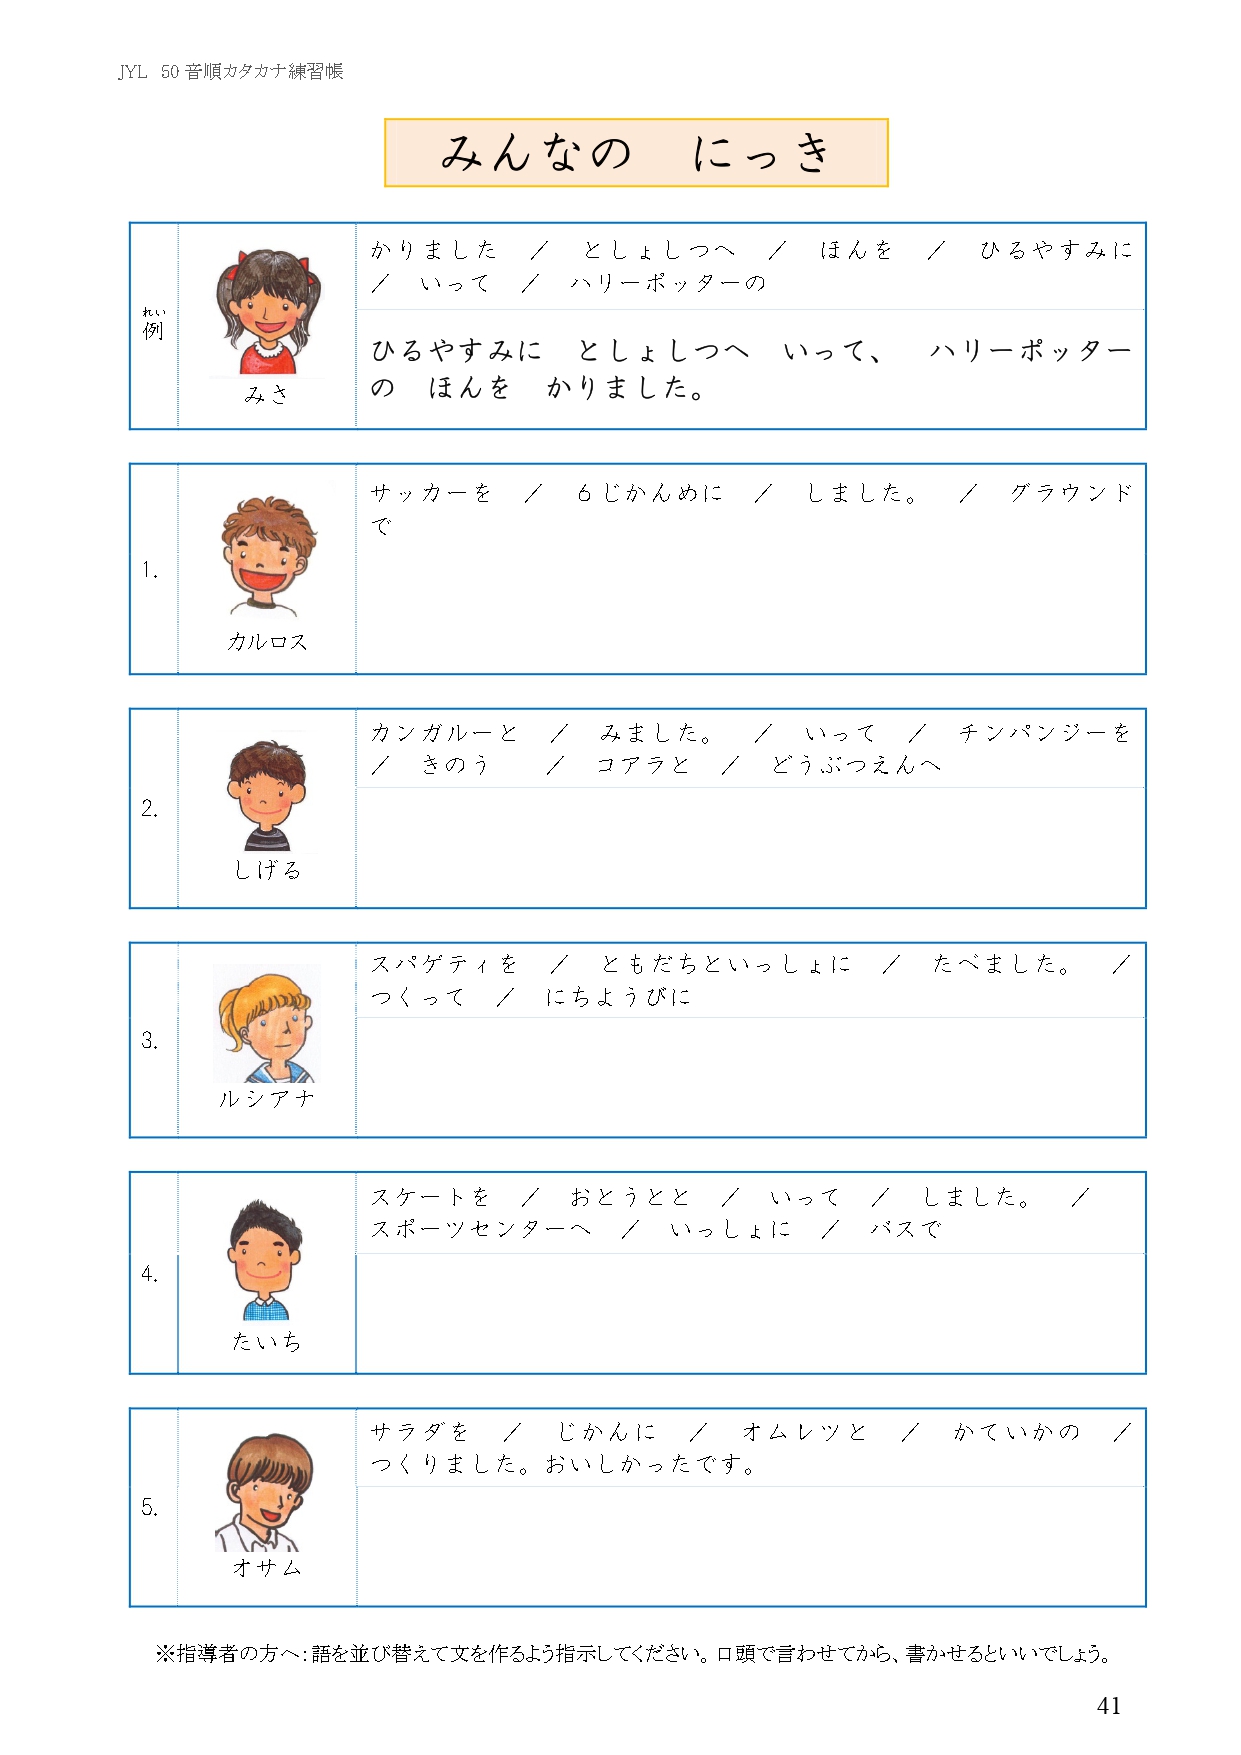 JYL 50音順カタカナ練習帳
みんなの　にっき
かりました　／　としょしつへ　／　ほんを　／　ひるやすみに
／　いって　／　ハリーポッターの
れい
例
ひるやすみに　としょしつへ　いって、　ハリーポッター
の　ほんを　かりました。
みさ
サッカーを　／　６じかんめに　／　しました。　／　グラウンド
で
1.
カルロス
カンガルーと　／　みました。　／　いって　／　チンパンジーを
／　きのう　　／　コアラと　／　どうぶつえんへ
2.
しげる
スパゲティを　／　ともだちといっしょに　／　たべました。　／
つくって　／　にちようびに
3.
ルシアナ
スケートを　／　おとうとと　／　いって　／　しました。　／
スポーツセンターへ　／　いっしょに　／　バスで
4.
たいち
サラダを　／　じかんに　／　オムレツと　／　かていかの　／
つくりました。おいしかったです。
5.
オサム
※指導者の方へ：語を並び替えて文を作るよう指示してください。口頭で言わせてから、書かせるといいでしょう。
41